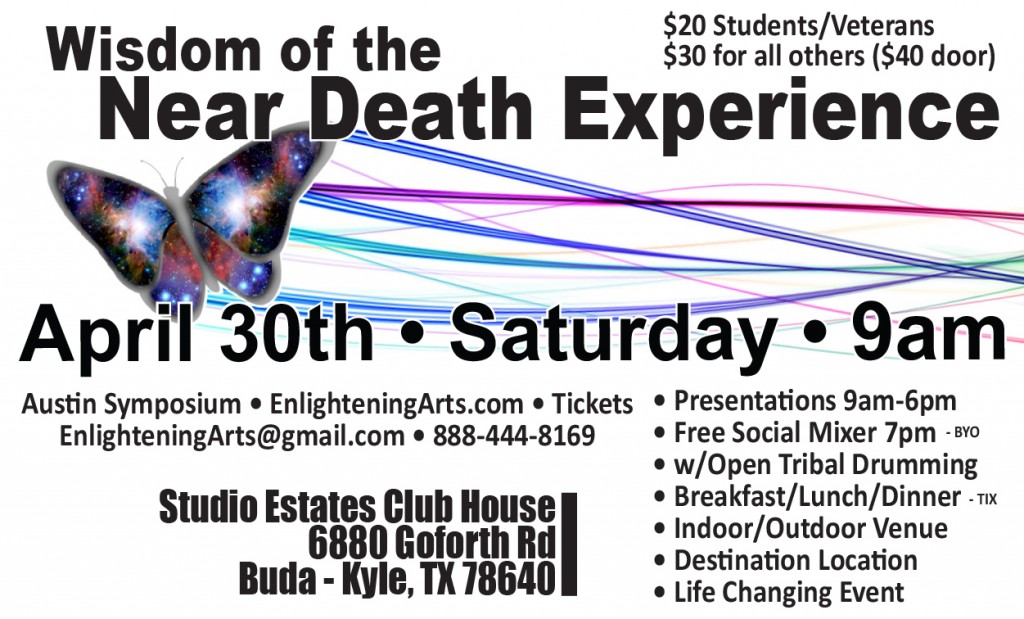 Wisdom of the
$20 Students/Veterans
$30 for all others ($40 door)
Near Death Experience
April 30th • Saturday • 9am
Austin Symposium • EnlighteningArts.com • Tickets
EnlighteningArts@gmail.com • 888-444-8169
Studio Estates Club House
6880 Goforth Rd
Buda - Kyle, TX 78640
• Presentations 9am-6pm
• Free Social Mixer 7pm - BYO
• w/Open Tribal Drumming
• Breakfast/Lunch/Dinner - TIX
• Indoor/Outdoor Venue
• Destination Location
• Life Changing Event